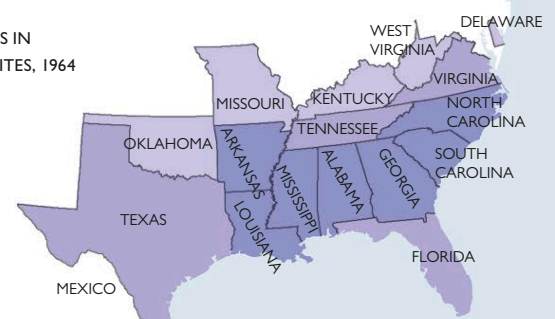 S IN
ITES, 1964
WEST
VIRGINIA
DELAWARE
VIRGINIA
MISSOURI
KENTUCKY
NORTH
CAROLINA
TENNESSEE
OKLAHOMA
ARKANSAS
SOUTH
CAROLINA
MISSISSIPPI
ALABAMA
GEORGIA
TEXAS
LOUISIANA
FLORIDA
MEXICO